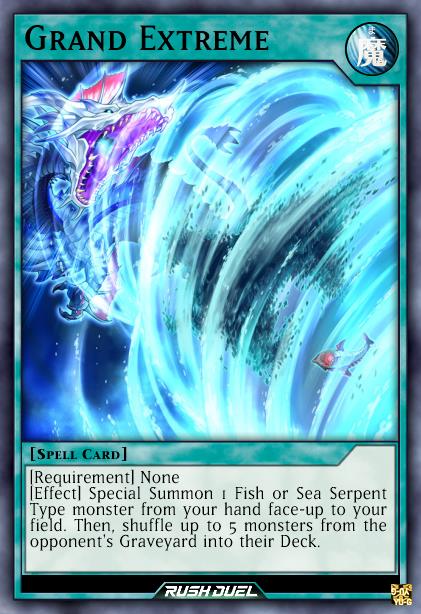 GRAND EXTREME
ま
魔
[SPELL CARD]
[Requirement] None
[Effect] Special Summon 1 Fish or Sea Serpent
Type monster from your hand face-up to your
field. Then, shuffle up to 5 monsters from the
opponent's Graveyard into their Deck.
RUSH DUEL